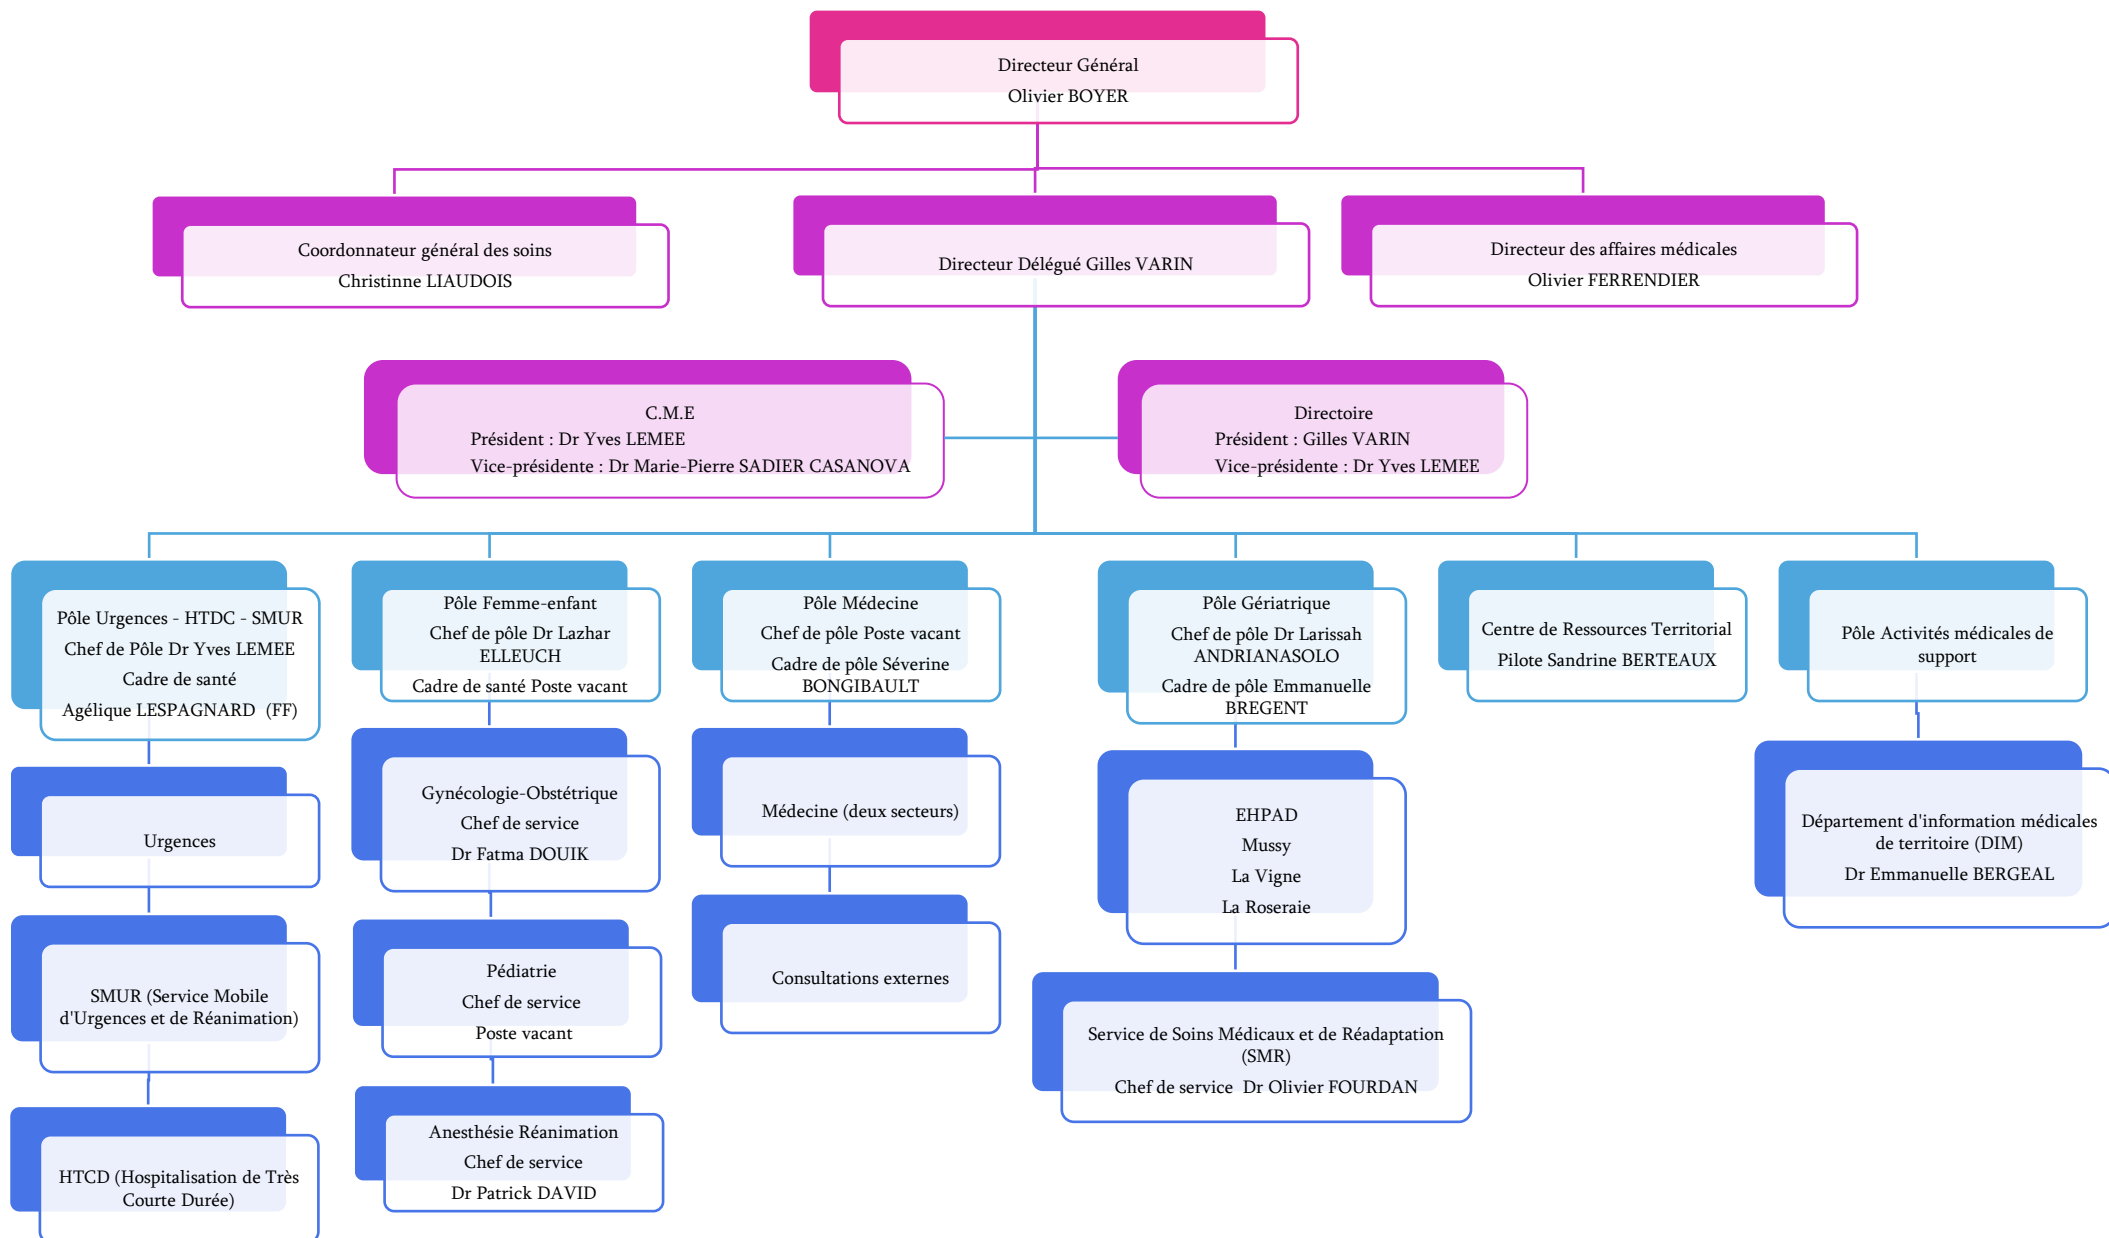 Directeur Général
Olivier BOYER
Coordonnateur général des soins
Christinne LIAUDOIS
Directeur Délégué Gilles VARIN
Directeur des affaires médicales
Olivier FERRENDIER
C.M.E
Président : Dr Yves LEMEE
Vice-présidente : Dr Marie-Pierre SADIER CASANOVA
Directoire
Président : Gilles VARIN
Vice-présidente : Dr Yves LEMEE
Pôle Urgences - HTDC - SMUR
Chef de Pôle Dr Yves LEMEE
Cadre de santé
Agélique LESPAGNARD (FF)
Urgences
SMUR (Service Mobile
d'Urgences et de Réanimation)
HTCD (Hospitalisation de Très
Courte Durée)
Pôle Femme-enfant
Chef de pôle Dr Lazhar
ELLEUCH
Cadre de santé Poste vacant
Gynécologie-Obstétrique
Chef de service
Dr Fatma DOUIK
Pédiatrie
Chef de service
Poste vacant
Anesthésie Réanimation
Chef de service
Dr Patrick DAVID
Pôle Médecine
Chef de pôle Poste vacant
Cadre de pôle Séverine
BONGIBAULT
Médecine (deux secteurs)
Consultations externes
Pôle Gériatrique
Chef de pôle Dr Larissah
ANDRIANASOLO
Cadre de pôle Emmanuelle
BREGENT
EHPAD
Mussy
La Vigne
La Roseraie
Service de Soins Médicaux et de Réadaptation
(SMR)
Chef de service Dr Olivier FOURDAN
Centre de Ressources Territorial
Pilote Sandrine BERTEAUX
Pôle Activités médicales de
support
Département d'information médicales
de territoire (DIM)
Dr Emmanuelle BERGEAL